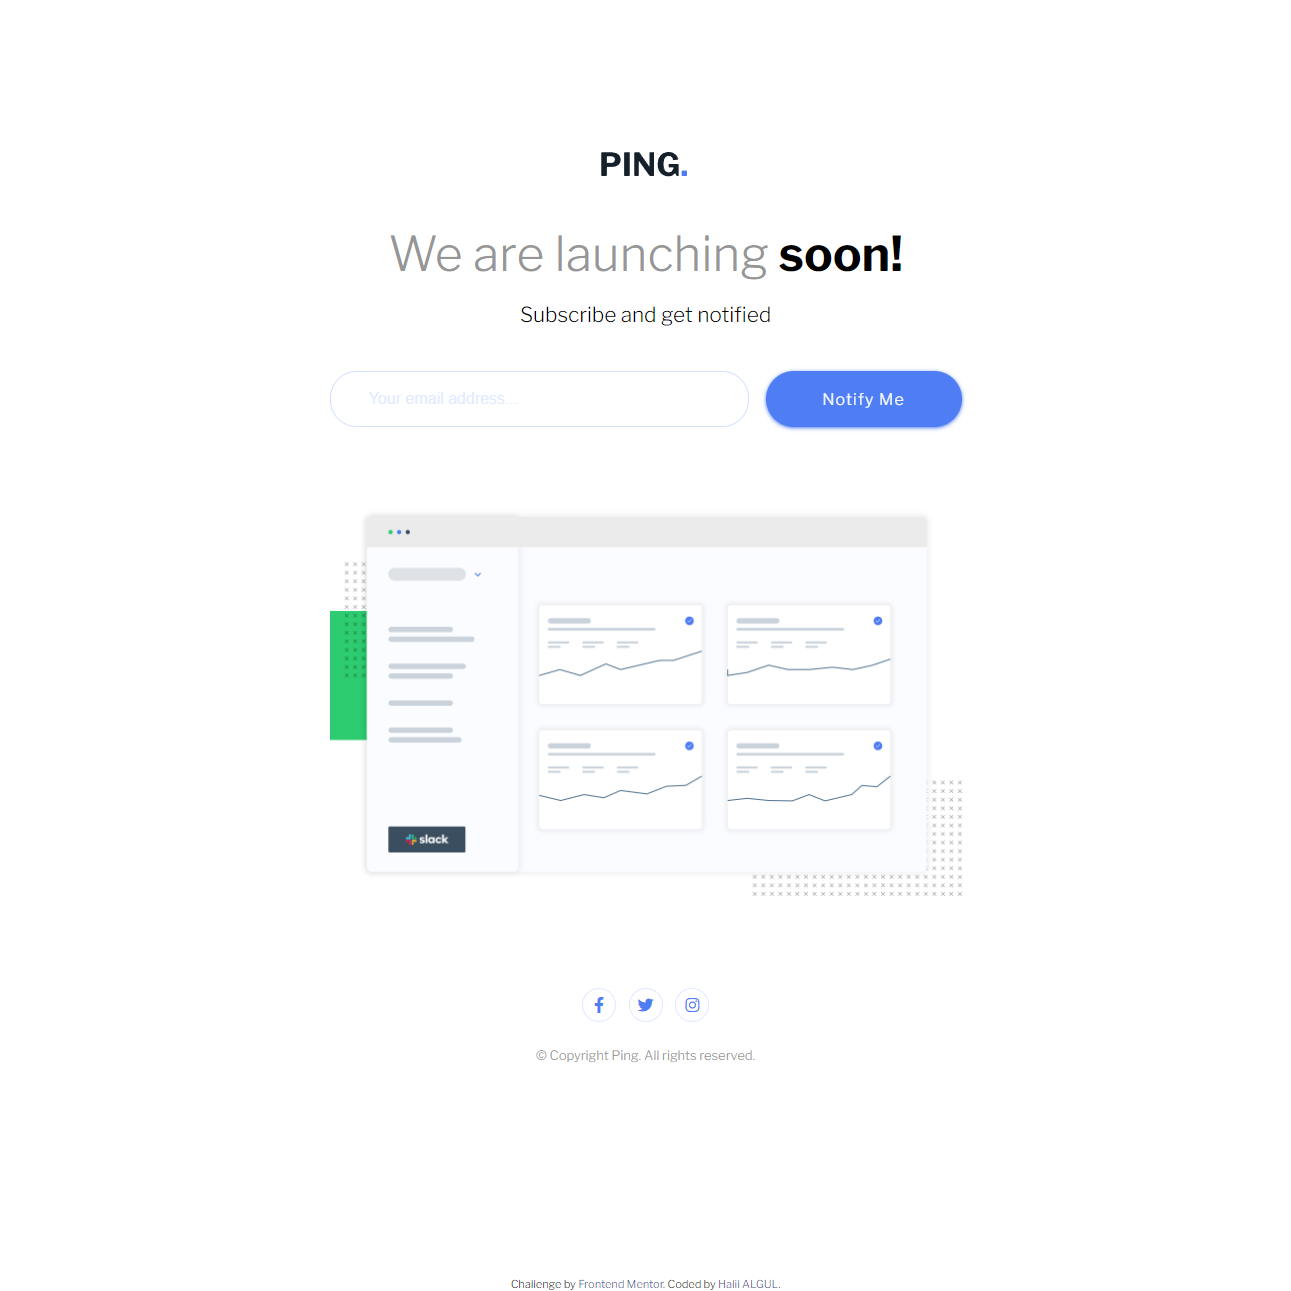 PING.
We are launching soon!
Subscribe and get notified
Your email address...
Notify Me
slack
© Copyright Ping. All rights reserved.
Challenge by Frontend Mentor. Coded by Halil ALGUL.